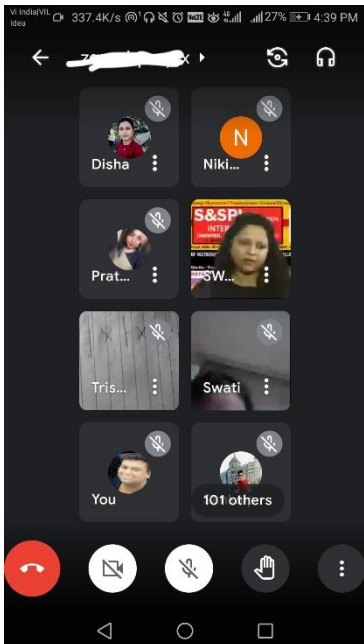 Vi India|VIL
Idea
337.4K/s
27%
4:39 PM
Disha
Niki...
N
Prat...
SW...
S&SPL
INTER
Tris...
Swati
You
101 others